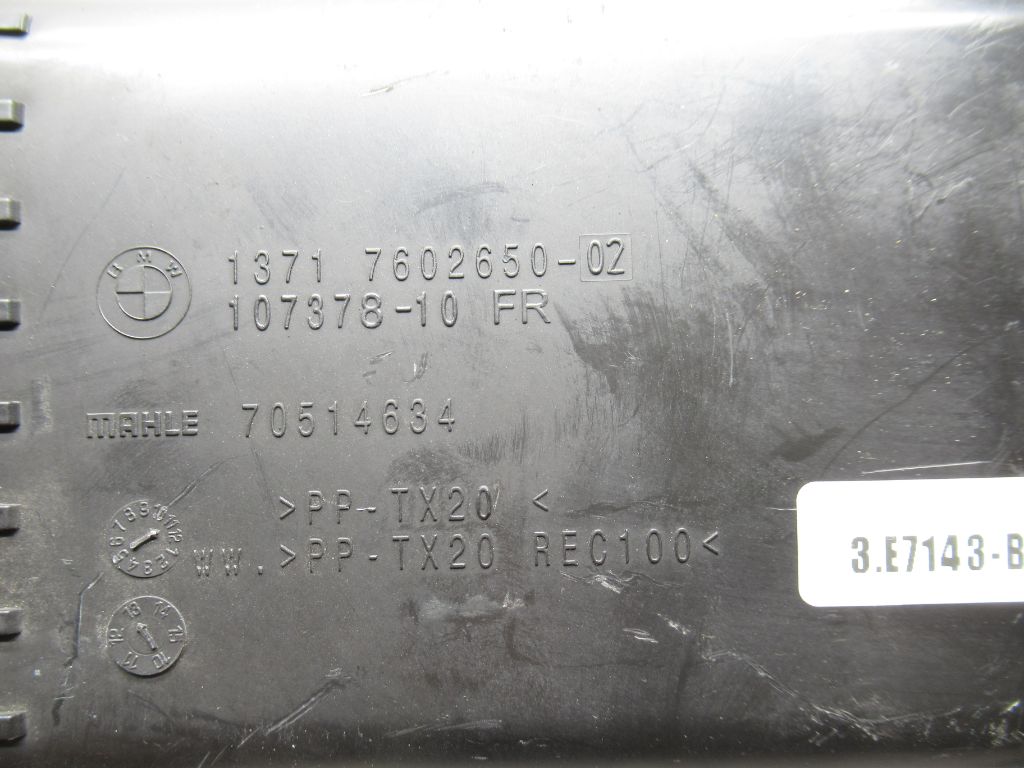 BMW
1371 7602650-02
107378-10 FR
MAHLE 70514634
>PP-TX20 <
WW.>PP-TX20 REC100<
3.E7143-B